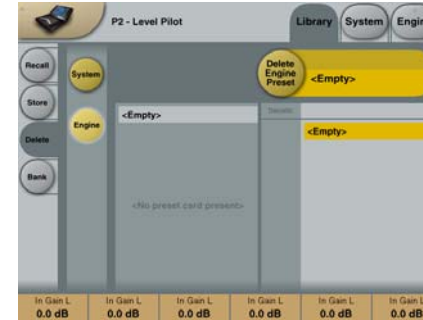 P2 - Level Pilot
Library
System
Engin
Recall
Store
Delete
Bank
System
Engine
Delete
Engine
Preset
<Empty>
<Empty>
<No preset card present>
<Empty>
In Gain L
0.0 dB
In Gain L
0.0 dB
In Gain L
0.0 dB
In Gain L
0.0 dB
In Gain L
0.0 dB
In Gain L
0.0 dB